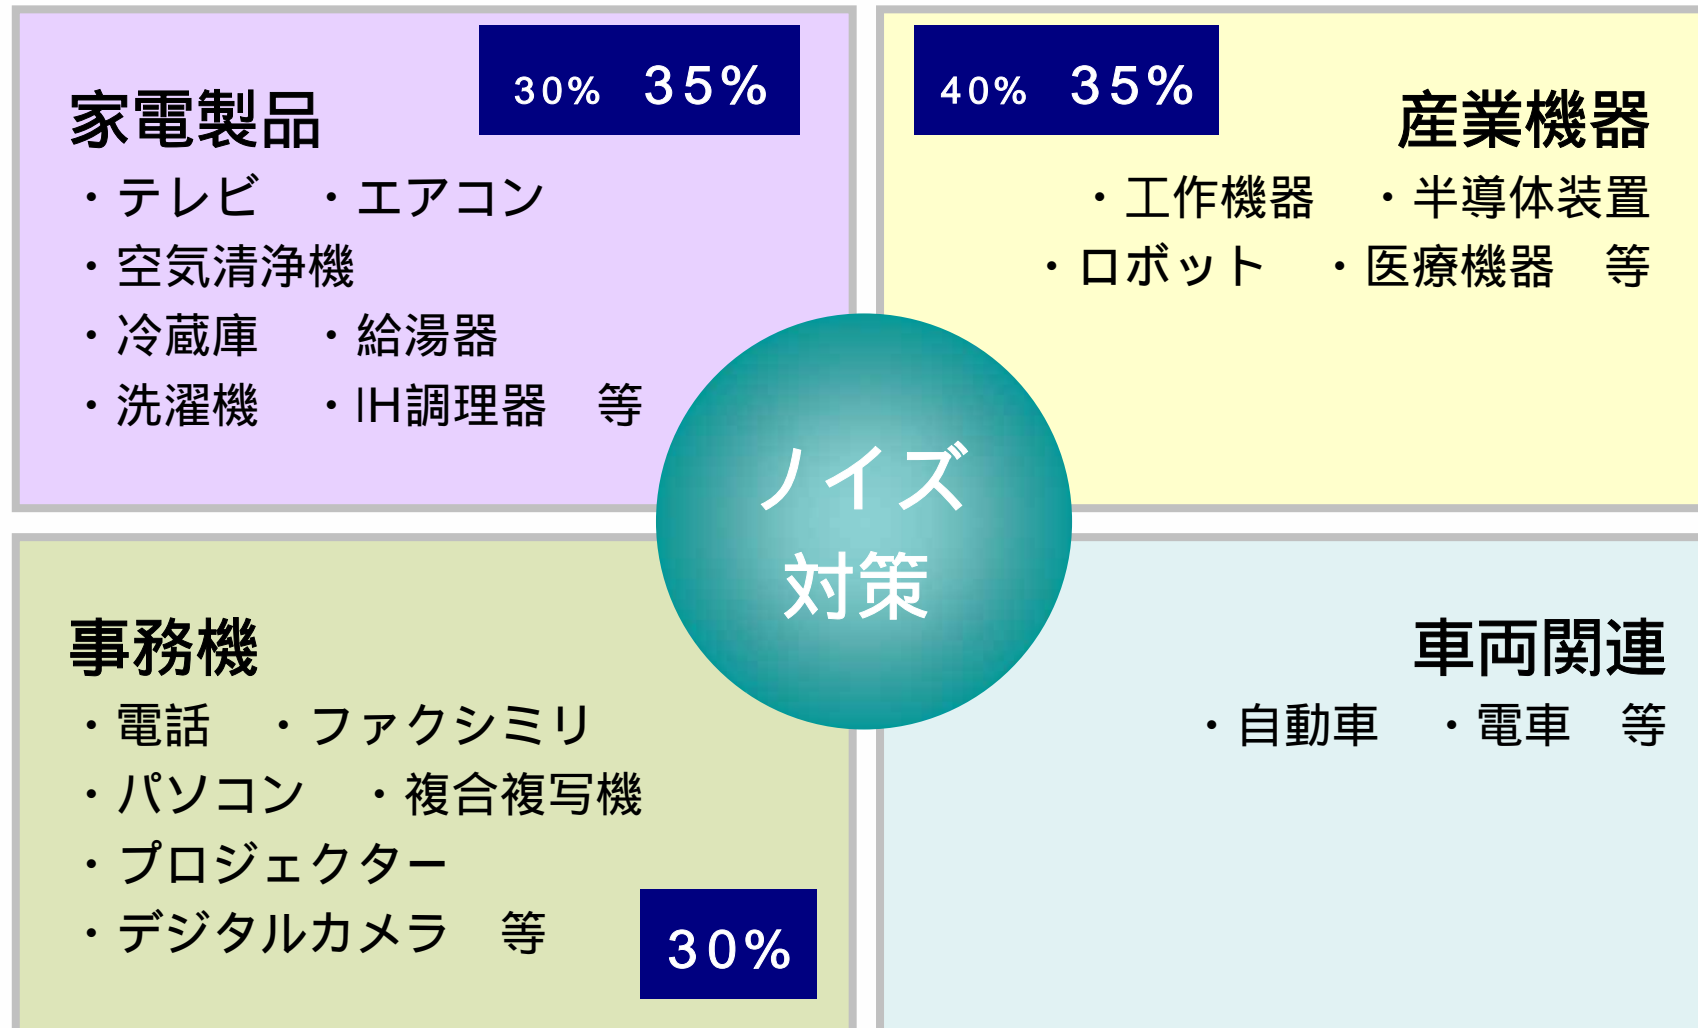 家電製品
30% 35%
・テレビ　・エアコン
・空気清浄機
・冷蔵庫　・給湯器
・洗濯機　・IH調理器　等
40% 35%
産業機器
・工作機器　・半導体装置
・ロボット　・医療機器　等
ノイズ
対策
事務機
・電話　・ファクシミリ
・パソコン　・複合複写機
・プロジェクター
・デジタルカメラ　等
30%
車両関連
・自動車　・電車　等